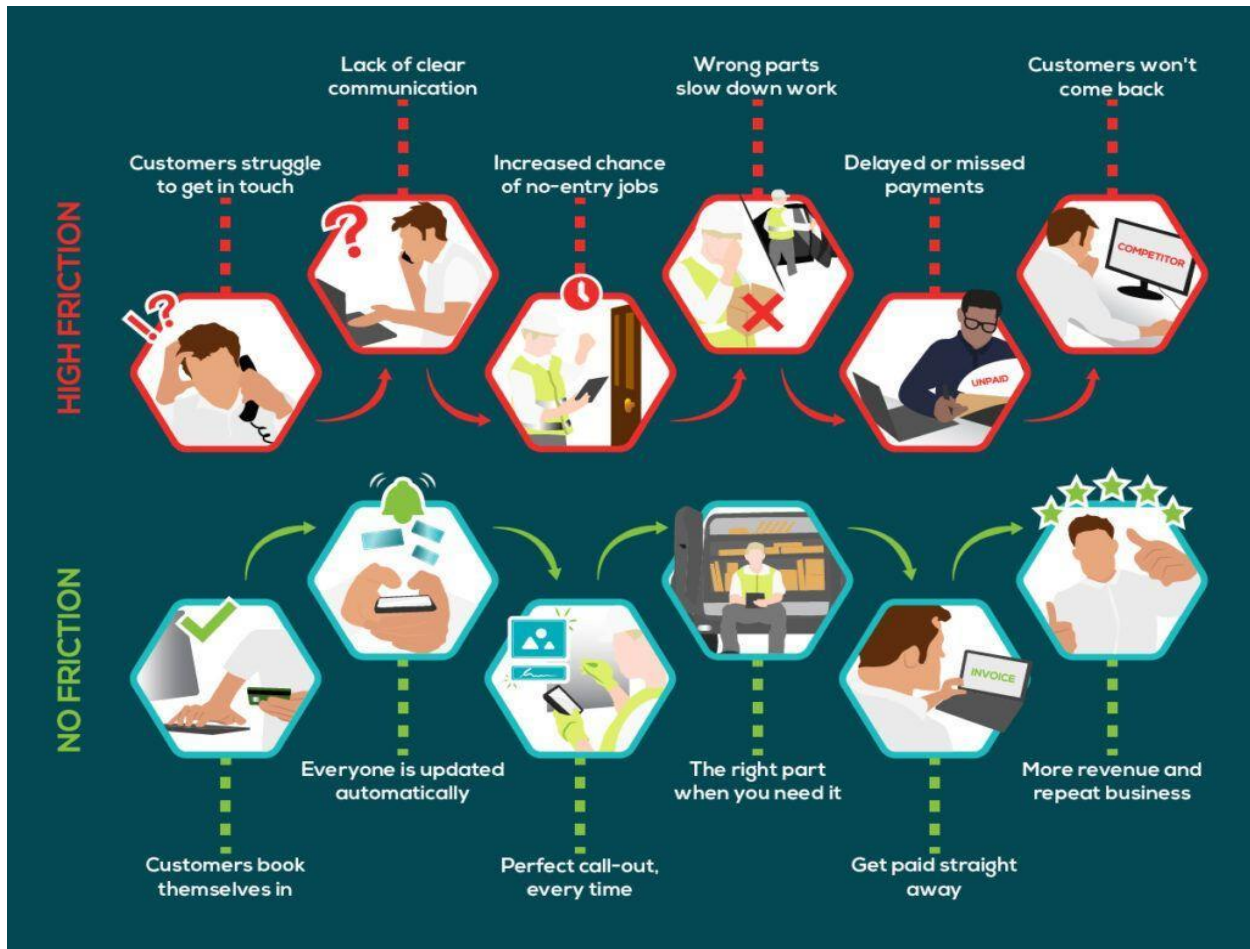 HIGH FRICTION
Customers struggle
to get in touch
Lack of clear
communication
Increased chance
of no-entry jobs
Wrong parts
slow down work
Delayed or missed
payments
Customers won't
come back
!?
?
UNPAID
COMPETITOR
NO FRICTION
Customers book
themselves in
Everyone is updated
automatically
Perfect call-out,
every time
The right part
when you need it
INVOICE
Get paid straight
away
More revenue and
repeat business